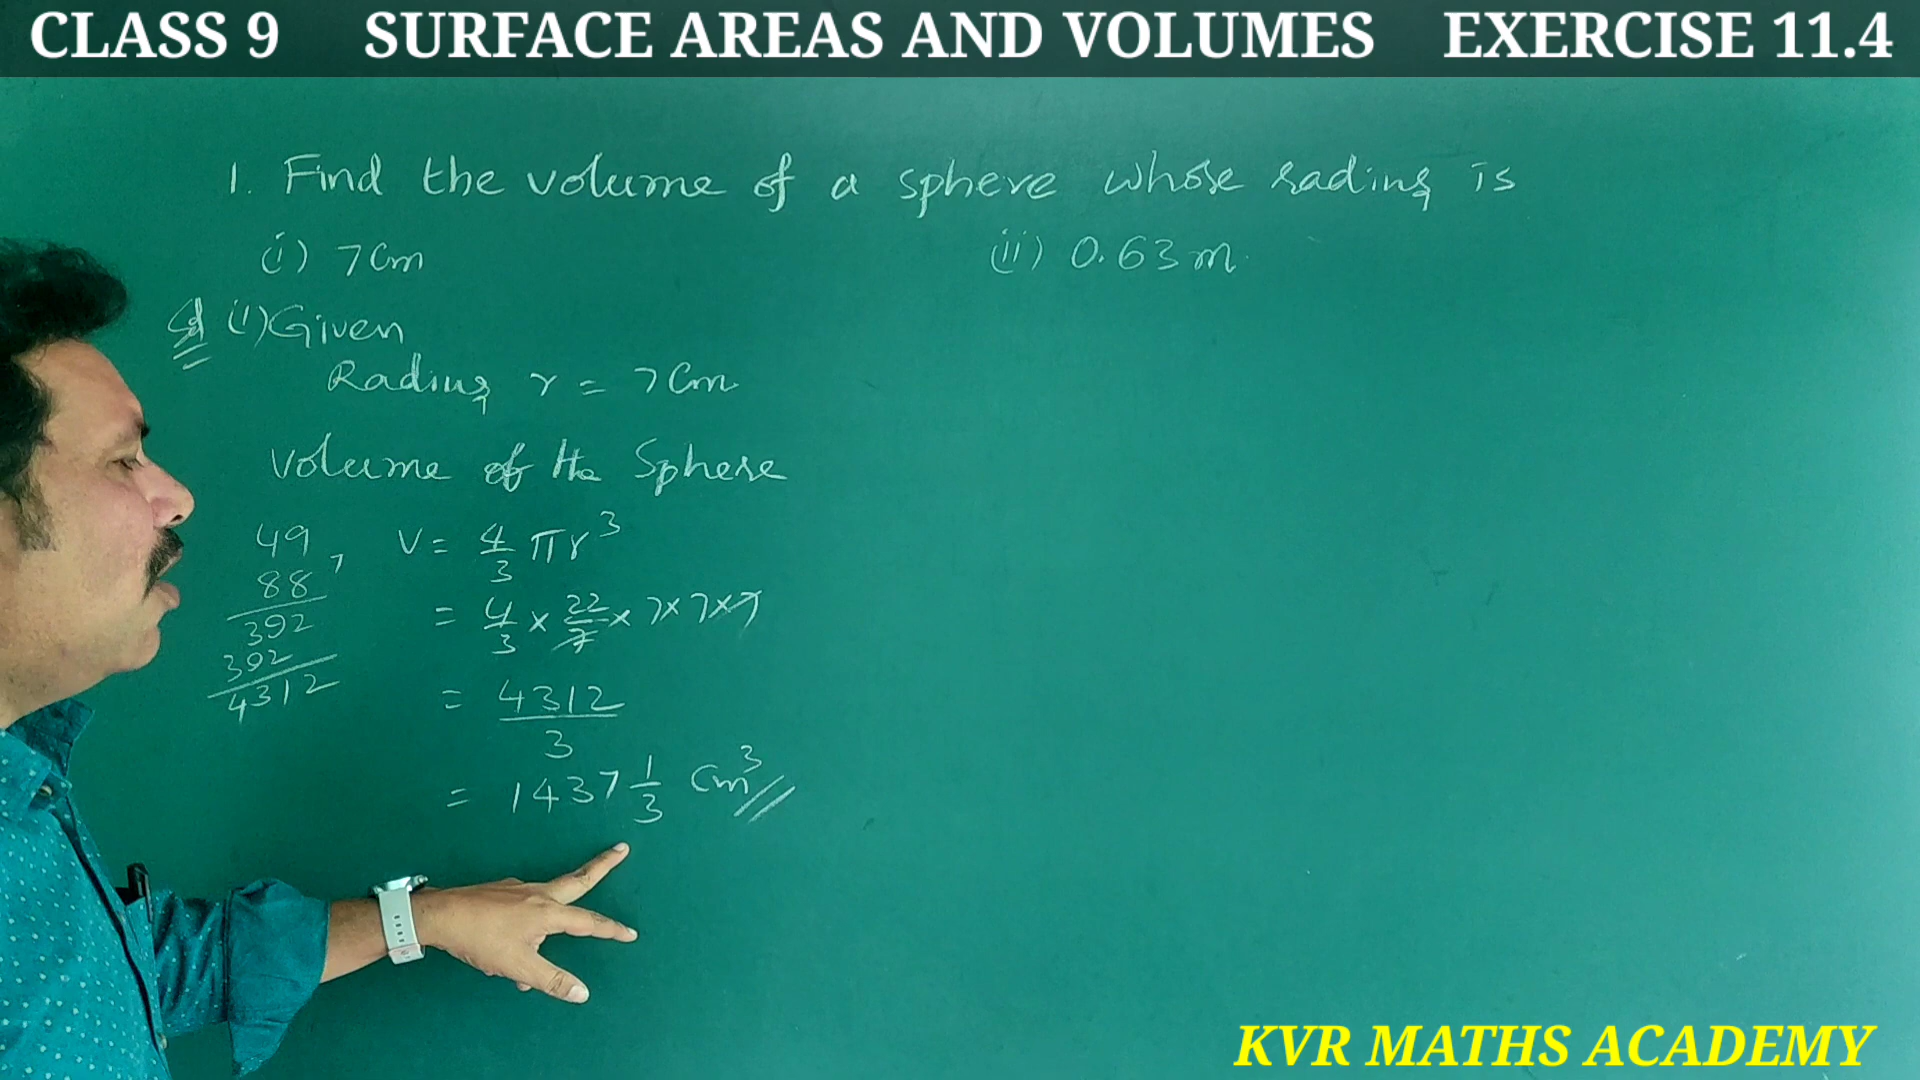 CLASS 9 SURFACE AREAS AND VOLUMES EXERCISE 11.4
1. Find the volume of a sphere whose radius is
(i) 7cm (ii) 0.63m.
Sol (i) Given
Radius r = 7cm
Volume of the Sphere
V = 4/3 πr³
= 4/3 × 22/7 × 7×7×7
= 4312/3
= 1437 1/3 cm³
49
88
7
392
392
4312
KVR MATHS ACADEMY